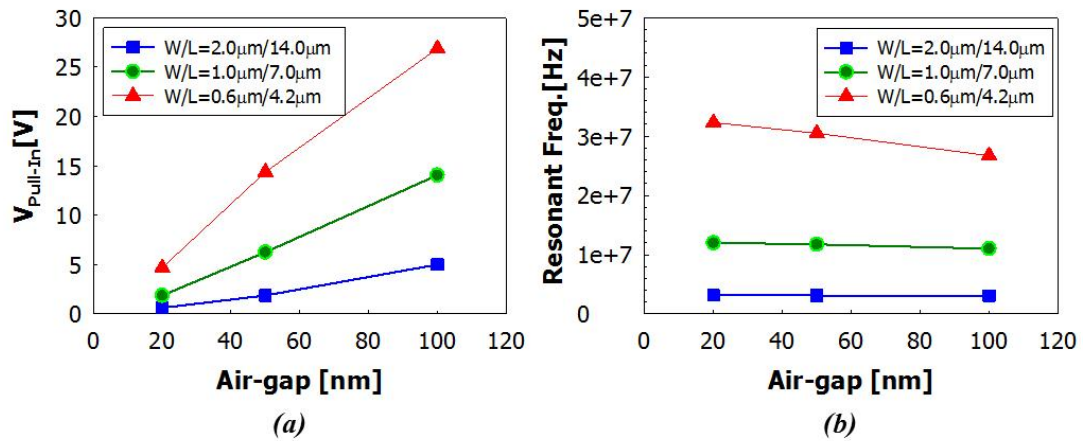 30
25
20
15
10
5
0
V_Pull-In[V]
W/L=2.0μm/14.0μm
W/L=1.0μm/7.0μm
W/L=0.6μm/4.2μm
0 20 40 60 80 100 120
Air-gap [nm]
(a)
5e+7
4e+7
3e+7
2e+7
1e+7
0
Resonant Freq.[Hz]
W/L=2.0μm/14.0μm
W/L=1.0μm/7.0μm
W/L=0.6μm/4.2μm
0 20 40 60 80 100 120
Air-gap [nm]
(b)